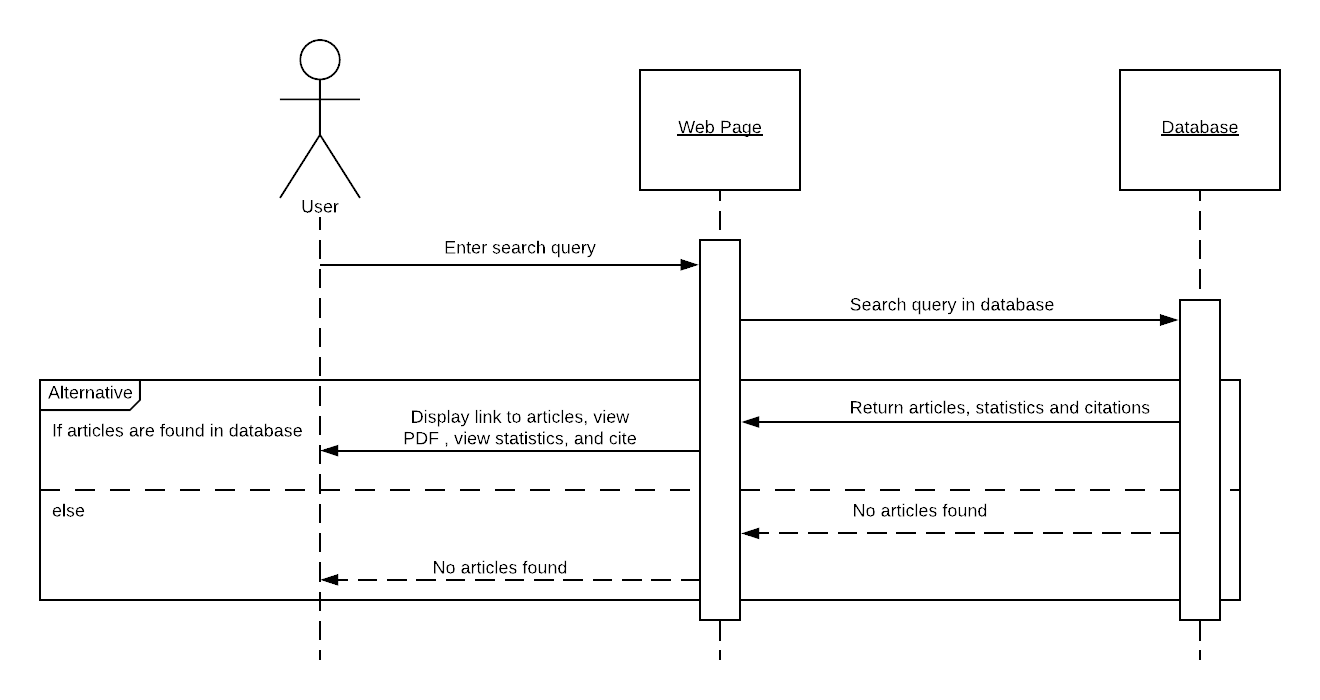 Web Page
Database
User
Enter search query
Search query in database
Alternative
If articles are found in database
Display link to articles, view
PDF , view statistics, and cite
Return articles, statistics and citations
else
No articles found
No articles found